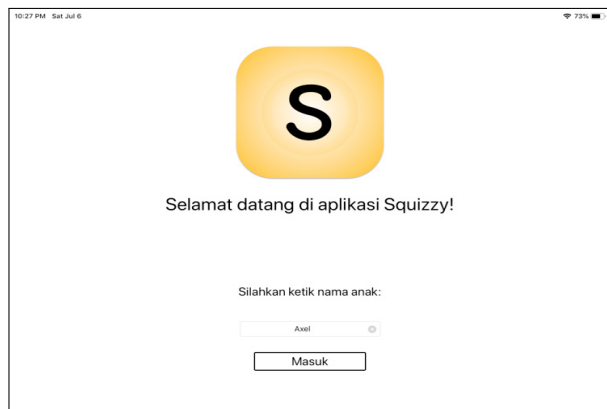 10:27 PM Sat Jul 6 73%
S
Selamat datang di aplikasi Squizzy!
Silahkan ketik nama anak:
Axel
Masuk